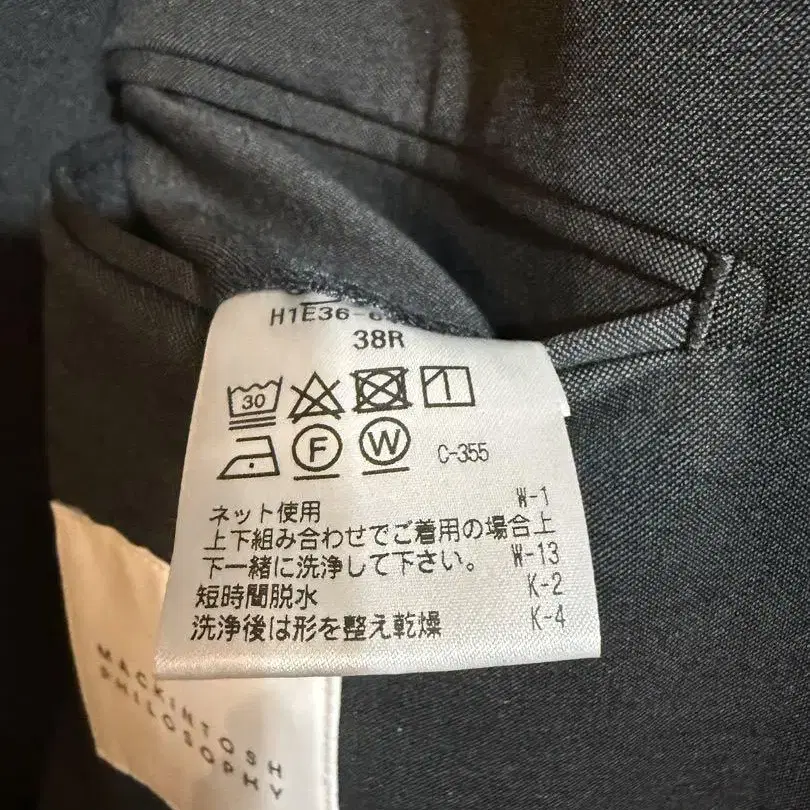 H1E36-
38R
30
F W C-355
ネット使用 W-1
上下組み合わせでご着用の場合上
下一緒に洗浄して下さい。 W-13
短時間脱水 K-2
洗浄後は形を整え乾燥 K-4
MACKINTOSH
PHILOSOPHY